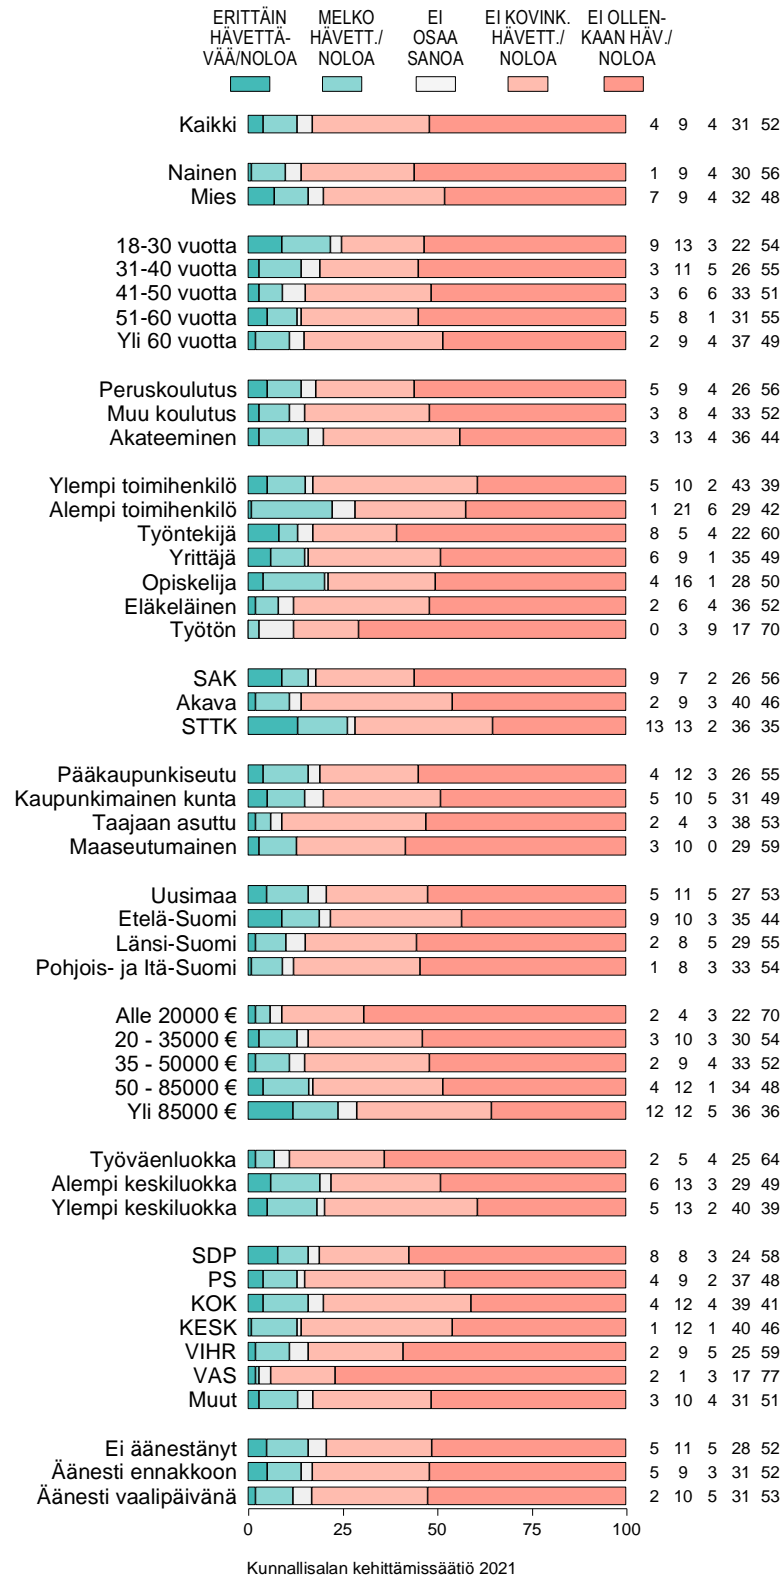 ERITTÄIN MELKO EI EI KOVINK. EI OLLEN-
HÄVETTÄ- HÄVETT./ OSAA HÄVETT./ KAAN HÄV./
VÄÄ/NOLOA NOLOA SANOA NOLOA NOLOA
Kaikki 4 9 4 31 52
Nainen 1 9 4 30 56
Mies 7 9 4 32 48
18-30 vuotta 9 13 3 22 54
31-40 vuotta 3 11 5 26 55
41-50 vuotta 3 6 6 33 51
51-60 vuotta 5 8 1 31 55
Yli 60 vuotta 2 9 4 37 49
Peruskoulutus 5 9 4 26 56
Muu koulutus 3 8 4 33 52
Akateeminen 3 13 4 36 44
Ylempi toimihenkilö 5 10 2 43 39
Alempi toimihenkilö 1 21 6 29 42
Työntekijä 8 5 4 22 60
Yrittäjä 6 9 1 35 49
Opiskelija 4 16 1 28 50
Eläkeläinen 2 6 4 36 52
Työtön 0 3 9 17 70
SAK 9 7 2 26 56
Akava 2 9 3 40 46
STTK 13 13 2 36 35
Pääkaupunkiseutu 4 12 3 26 55
Kaupunkimainen kunta 5 10 5 31 49
Taajaan asuttu 2 4 3 38 53
Maaseutumainen 3 10 0 29 59
Uusimaa 5 11 5 27 53
Etelä-Suomi 9 10 3 35 44
Länsi-Suomi 2 8 5 29 55
Pohjois- ja Itä-Suomi 1 8 3 33 54
Alle 20000 € 2 4 3 22 70
20 - 35000 € 3 10 3 30 54
35 - 50000 € 2 9 4 33 52
50 - 85000 € 4 12 1 34 48
Yli 85000 € 12 12 5 36 36
Työväenluokka 2 5 4 25 64
Alempi keskiluokka 6 13 3 29 49
Ylempi keskiluokka 5 13 2 40 39
SDP 8 8 3 24 58
PS 4 9 2 37 48
KOK 4 12 4 39 41
KESK 1 12 1 40 46
VIHR 2 9 5 25 59
VAS 2 1 3 17 77
Muut 3 10 4 31 51
Ei äänestänyt 5 11 5 28 52
Äänesti ennakkoon 5 9 3 31 52
Äänesti vaalipäivänä 2 10 5 31 53
0 25 50 75 100
Kunnallisalan kehittämissäätiö 2021